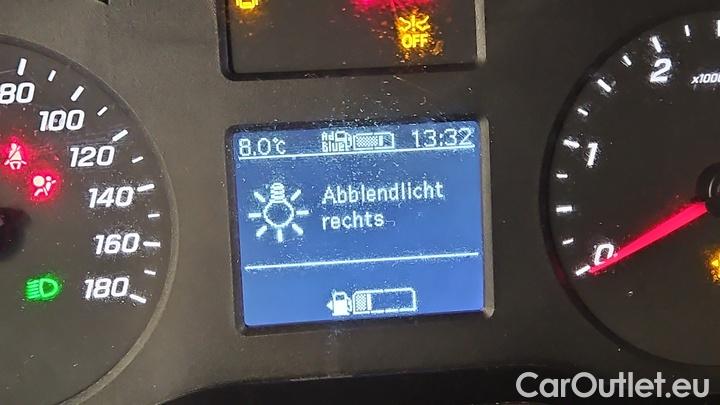 OFF
80
100
120
140
160
180
8.0°C
Ad
Blue
13:32
Abblendlicht
rechts
2
1
0
CarOutlet.eu